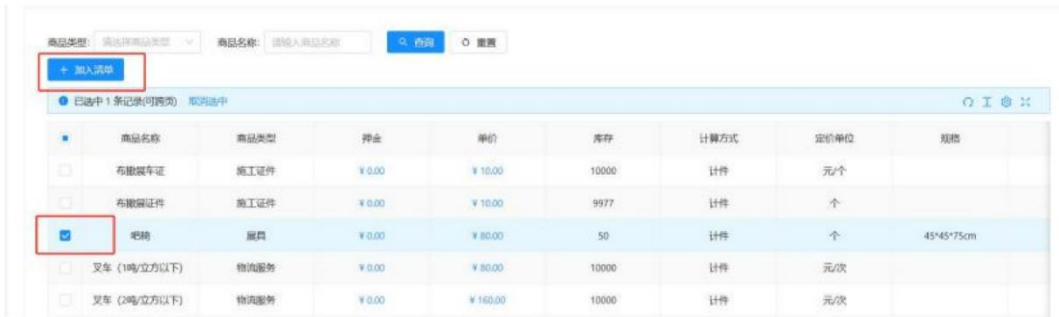 商品类型: 请选择商品类型 商品名称: 请输入商品名称 查询 重置
+ 加入清单
已选中 1 条记录(可跨页) 取消选中
商品名称 商品类型 押金 单价 库存 计算方式 定价单位 规格
布撤展车证 施工证件 ¥ 0.00 ¥ 10.00 10000 计件 元/个
布撤展证件 施工证件 ¥ 0.00 ¥ 10.00 9977 计件 个
吧椅 展具 ¥ 0.00 ¥ 80.00 50 计件 个 45*45*75cm
叉车（1吨/立方以下） 物流服务 ¥ 0.00 ¥ 80.00 10000 计件 元/次
叉车（2吨/立方以下） 物流服务 ¥ 0.00 ¥ 160.00 10000 计件 元/次